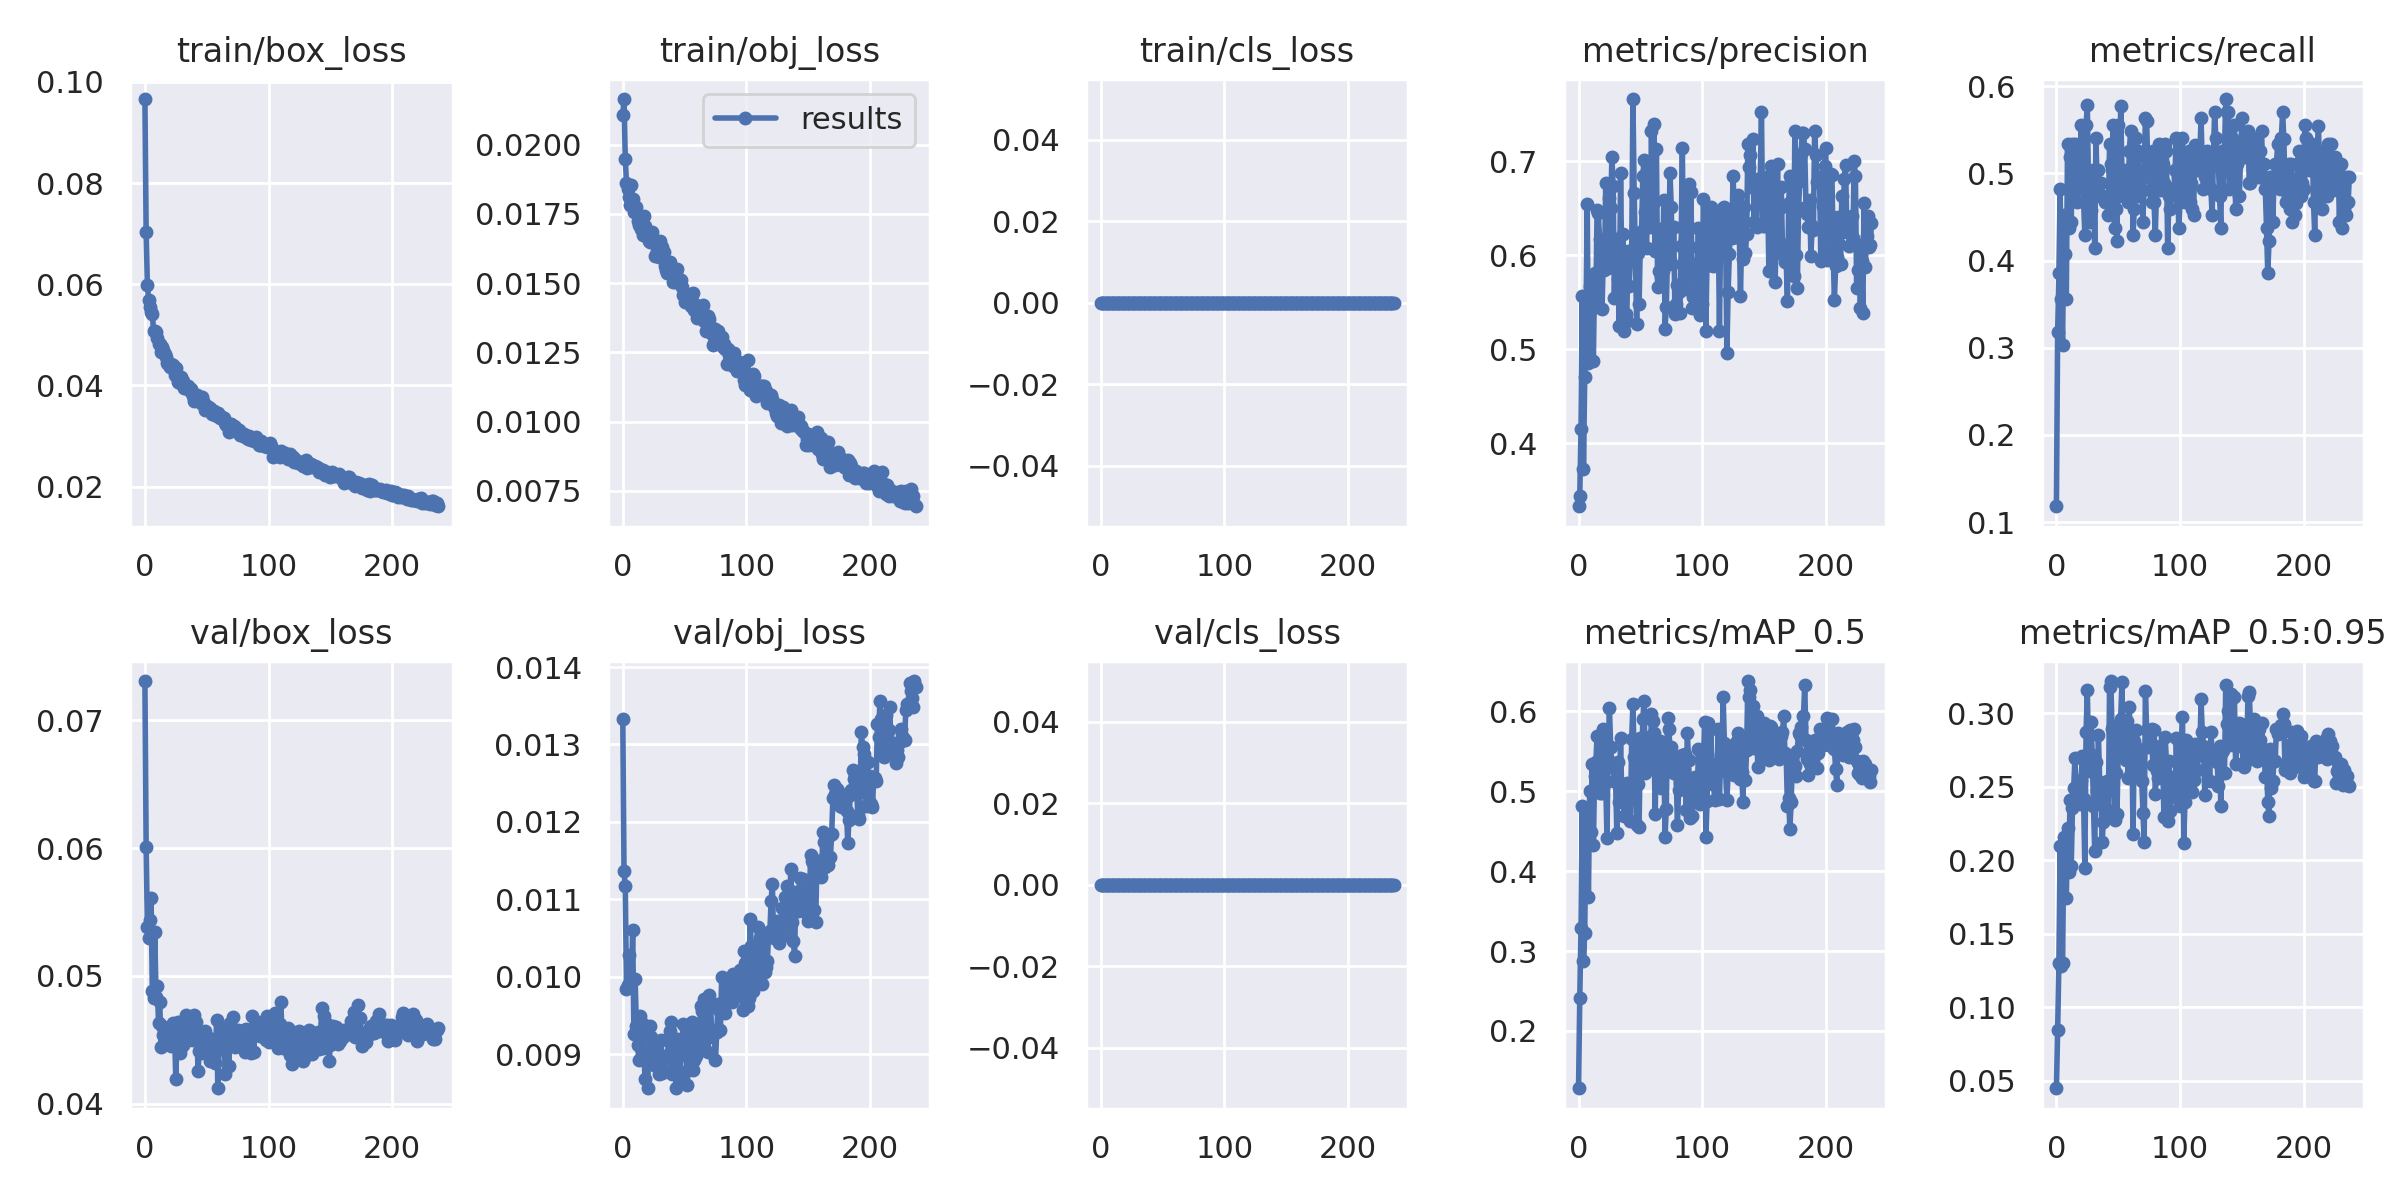 train/box_loss
0.10
0.08
0.06
0.04
0.02
0 100 200
train/obj_loss
results
0.0200
0.0175
0.0150
0.0125
0.0100
0.0075
0 100 200
train/cls_loss
0.04
0.02
0.00
−0.02
−0.04
0 100 200
metrics/precision
0.7
0.6
0.5
0.4
0 100 200
metrics/recall
0.6
0.5
0.4
0.3
0.2
0.1
0 100 200
val/box_loss
0.07
0.06
0.05
0.04
0 100 200
val/obj_loss
0.014
0.013
0.012
0.011
0.010
0.009
0 100 200
val/cls_loss
0.04
0.02
0.00
−0.02
−0.04
0 100 200
metrics/mAP_0.5
0.6
0.5
0.4
0.3
0.2
0 100 200
metrics/mAP_0.5:0.95
0.30
0.25
0.20
0.15
0.10
0.05
0 100 200